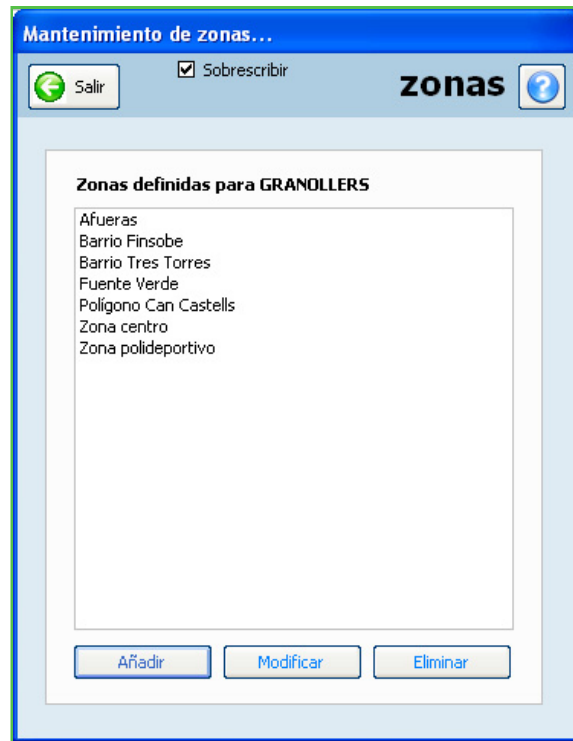 Mantenimiento de zonas...
Salir
Sobrescribir
zonas
?
Zonas definidas para GRANOLLERS
Afueras
Barrio Finsobe
Barrio Tres Torres
Fuente Verde
Polígono Can Castells
Zona centro
Zona polideportivo
Añadir
Modificar
Eliminar